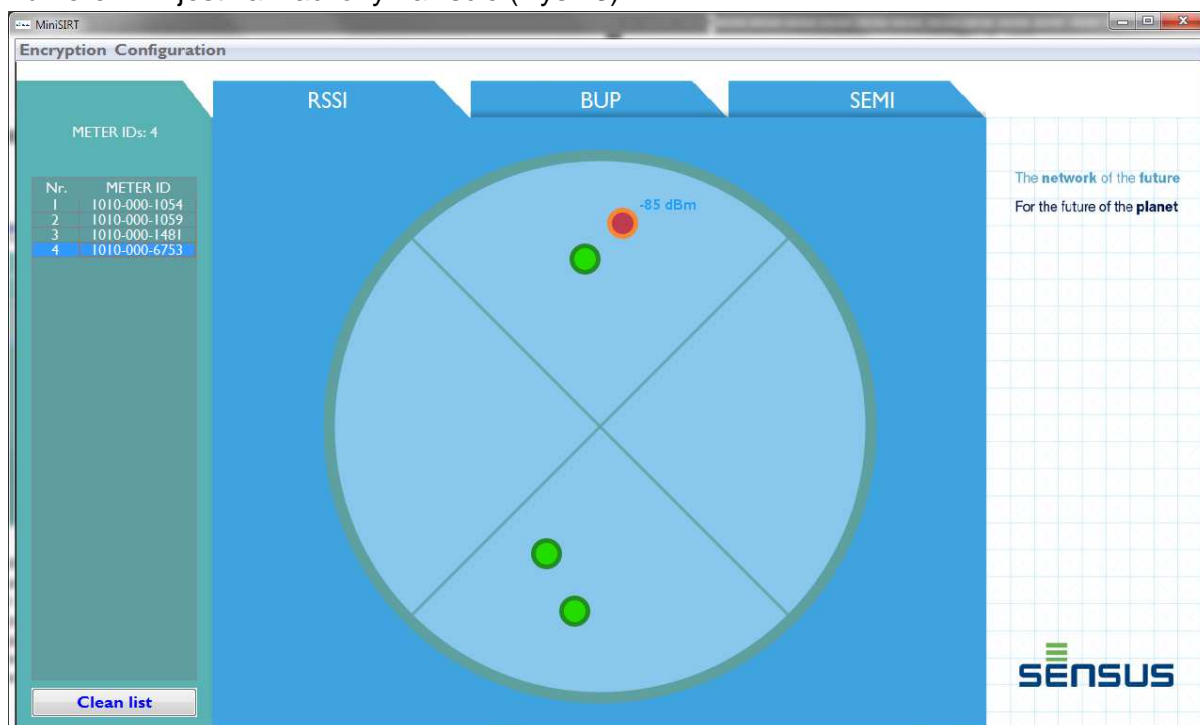 MiniSIRT
Encryption Configuration
RSSI
BUP
SEMI
METER IDs: 4
Nr. METER ID
1 1010-000-1054
2 1010-000-1059
3 1010-000-1481
4 1010-000-6753
-85 dBm
The network of the future
For the future of the planet
SENSUS
Clean list